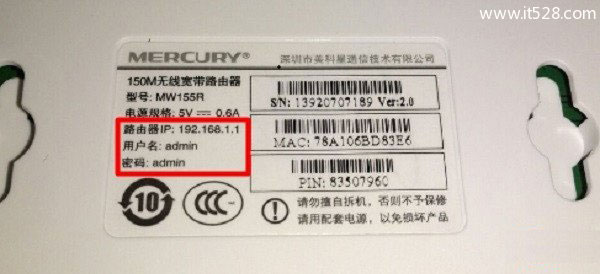 www.it528.com
MERCURY
深圳市美科星通信技术有限公司
150M无线宽带路由器
型号: MW155R
电源规格: 5V⎓0.6A
路由器IP: 192.168.1.1
用户名: admin
密码: admin
S/N: 13920707189 Ver:2.0
MAC: 78A106BD83E6
PIN: 83507960
10
CCC
请勿擅自拆机，否则不予保修
请用配套电源，以免损坏产品